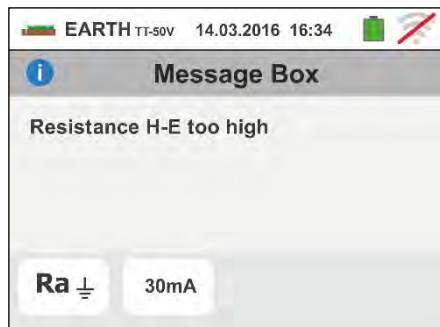 EARTH TT-50V 14.03.2016 16:34
i Message Box
Resistance H-E too high
Ra 30mA